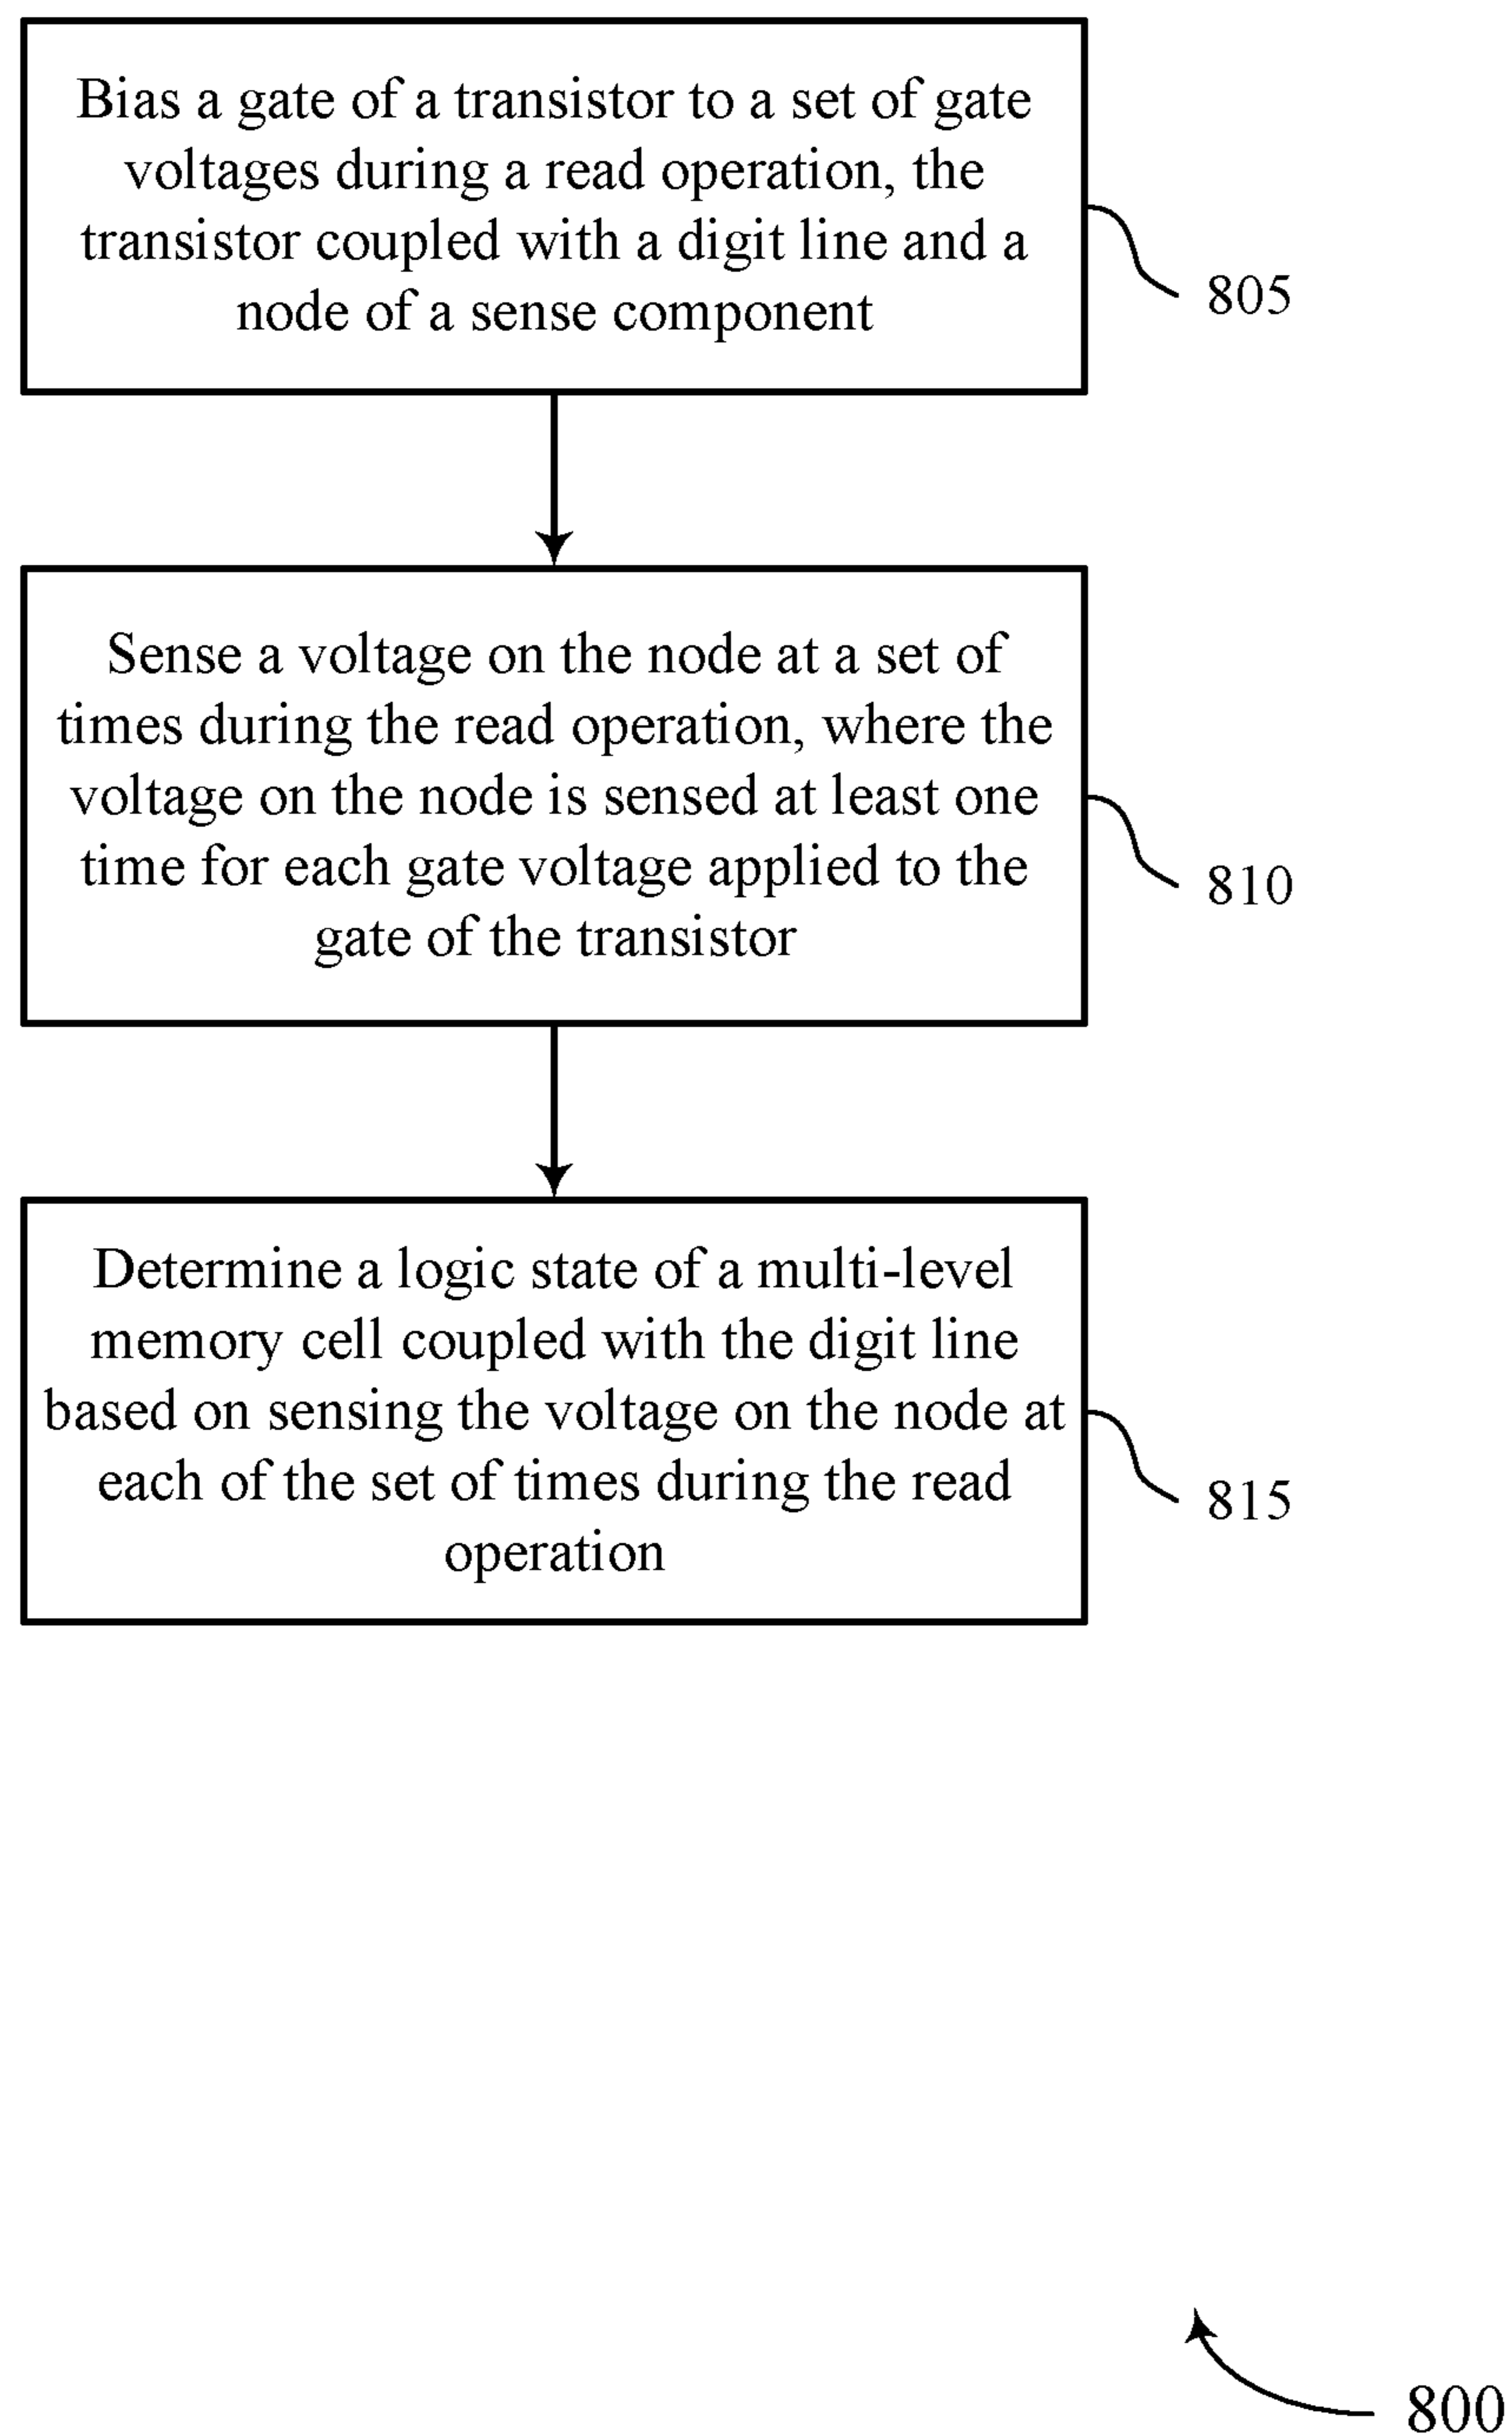 Bias a gate of a transistor to a set of gate
voltages during a read operation, the
transistor coupled with a digit line and a
node of a sense component
805
Sense a voltage on the node at a set of
times during the read operation, where the
voltage on the node is sensed at least one
time for each gate voltage applied to the
gate of the transistor
810
Determine a logic state of a multi-level
memory cell coupled with the digit line
based on sensing the voltage on the node at
each of the set of times during the read
operation
815
800